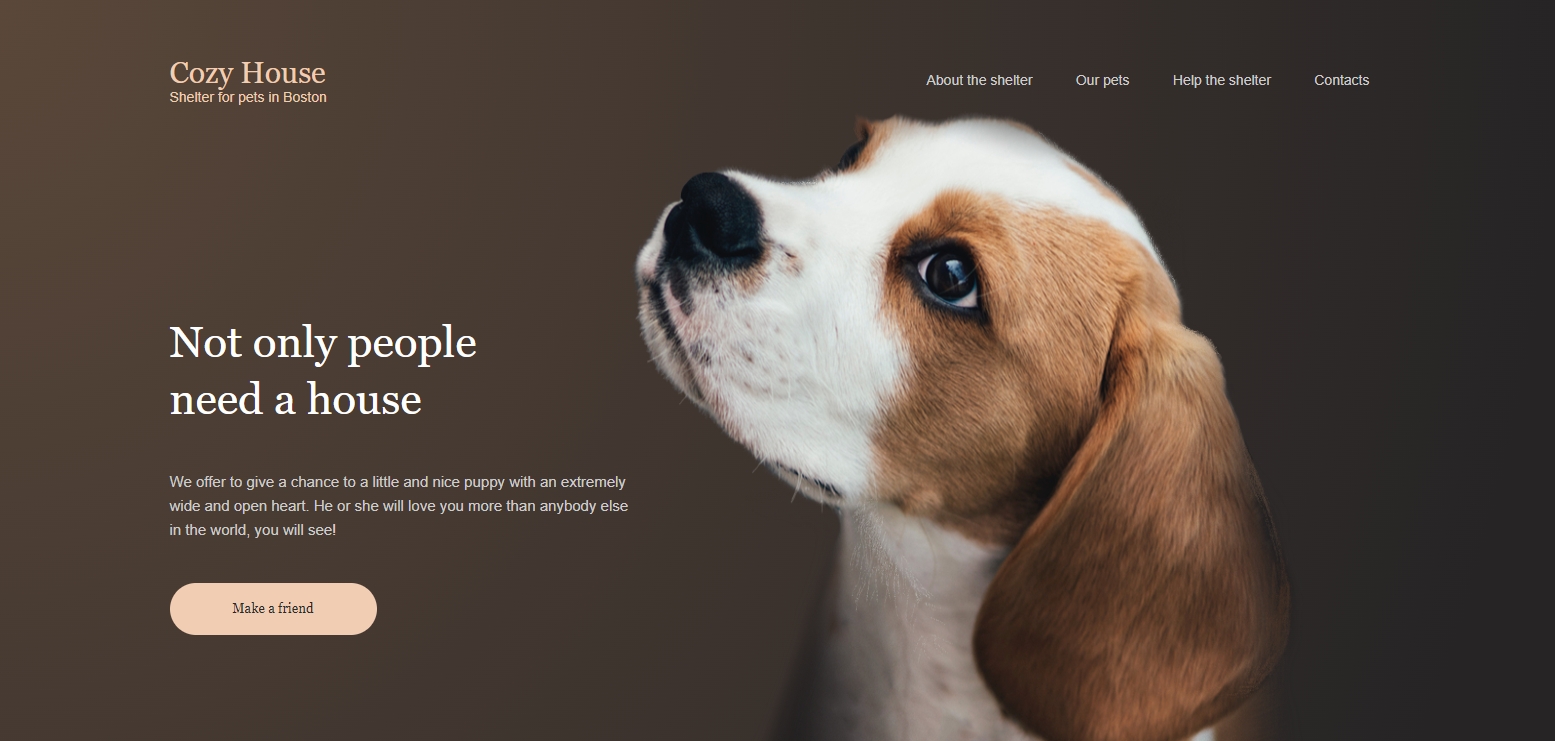 Cozy House
Shelter for pets in Boston
About the shelter
Our pets
Help the shelter
Contacts
Not only people
need a house
We offer to give a chance to a little and nice puppy with an extremely
wide and open heart. He or she will love you more than anybody else
in the world, you will see!
Make a friend